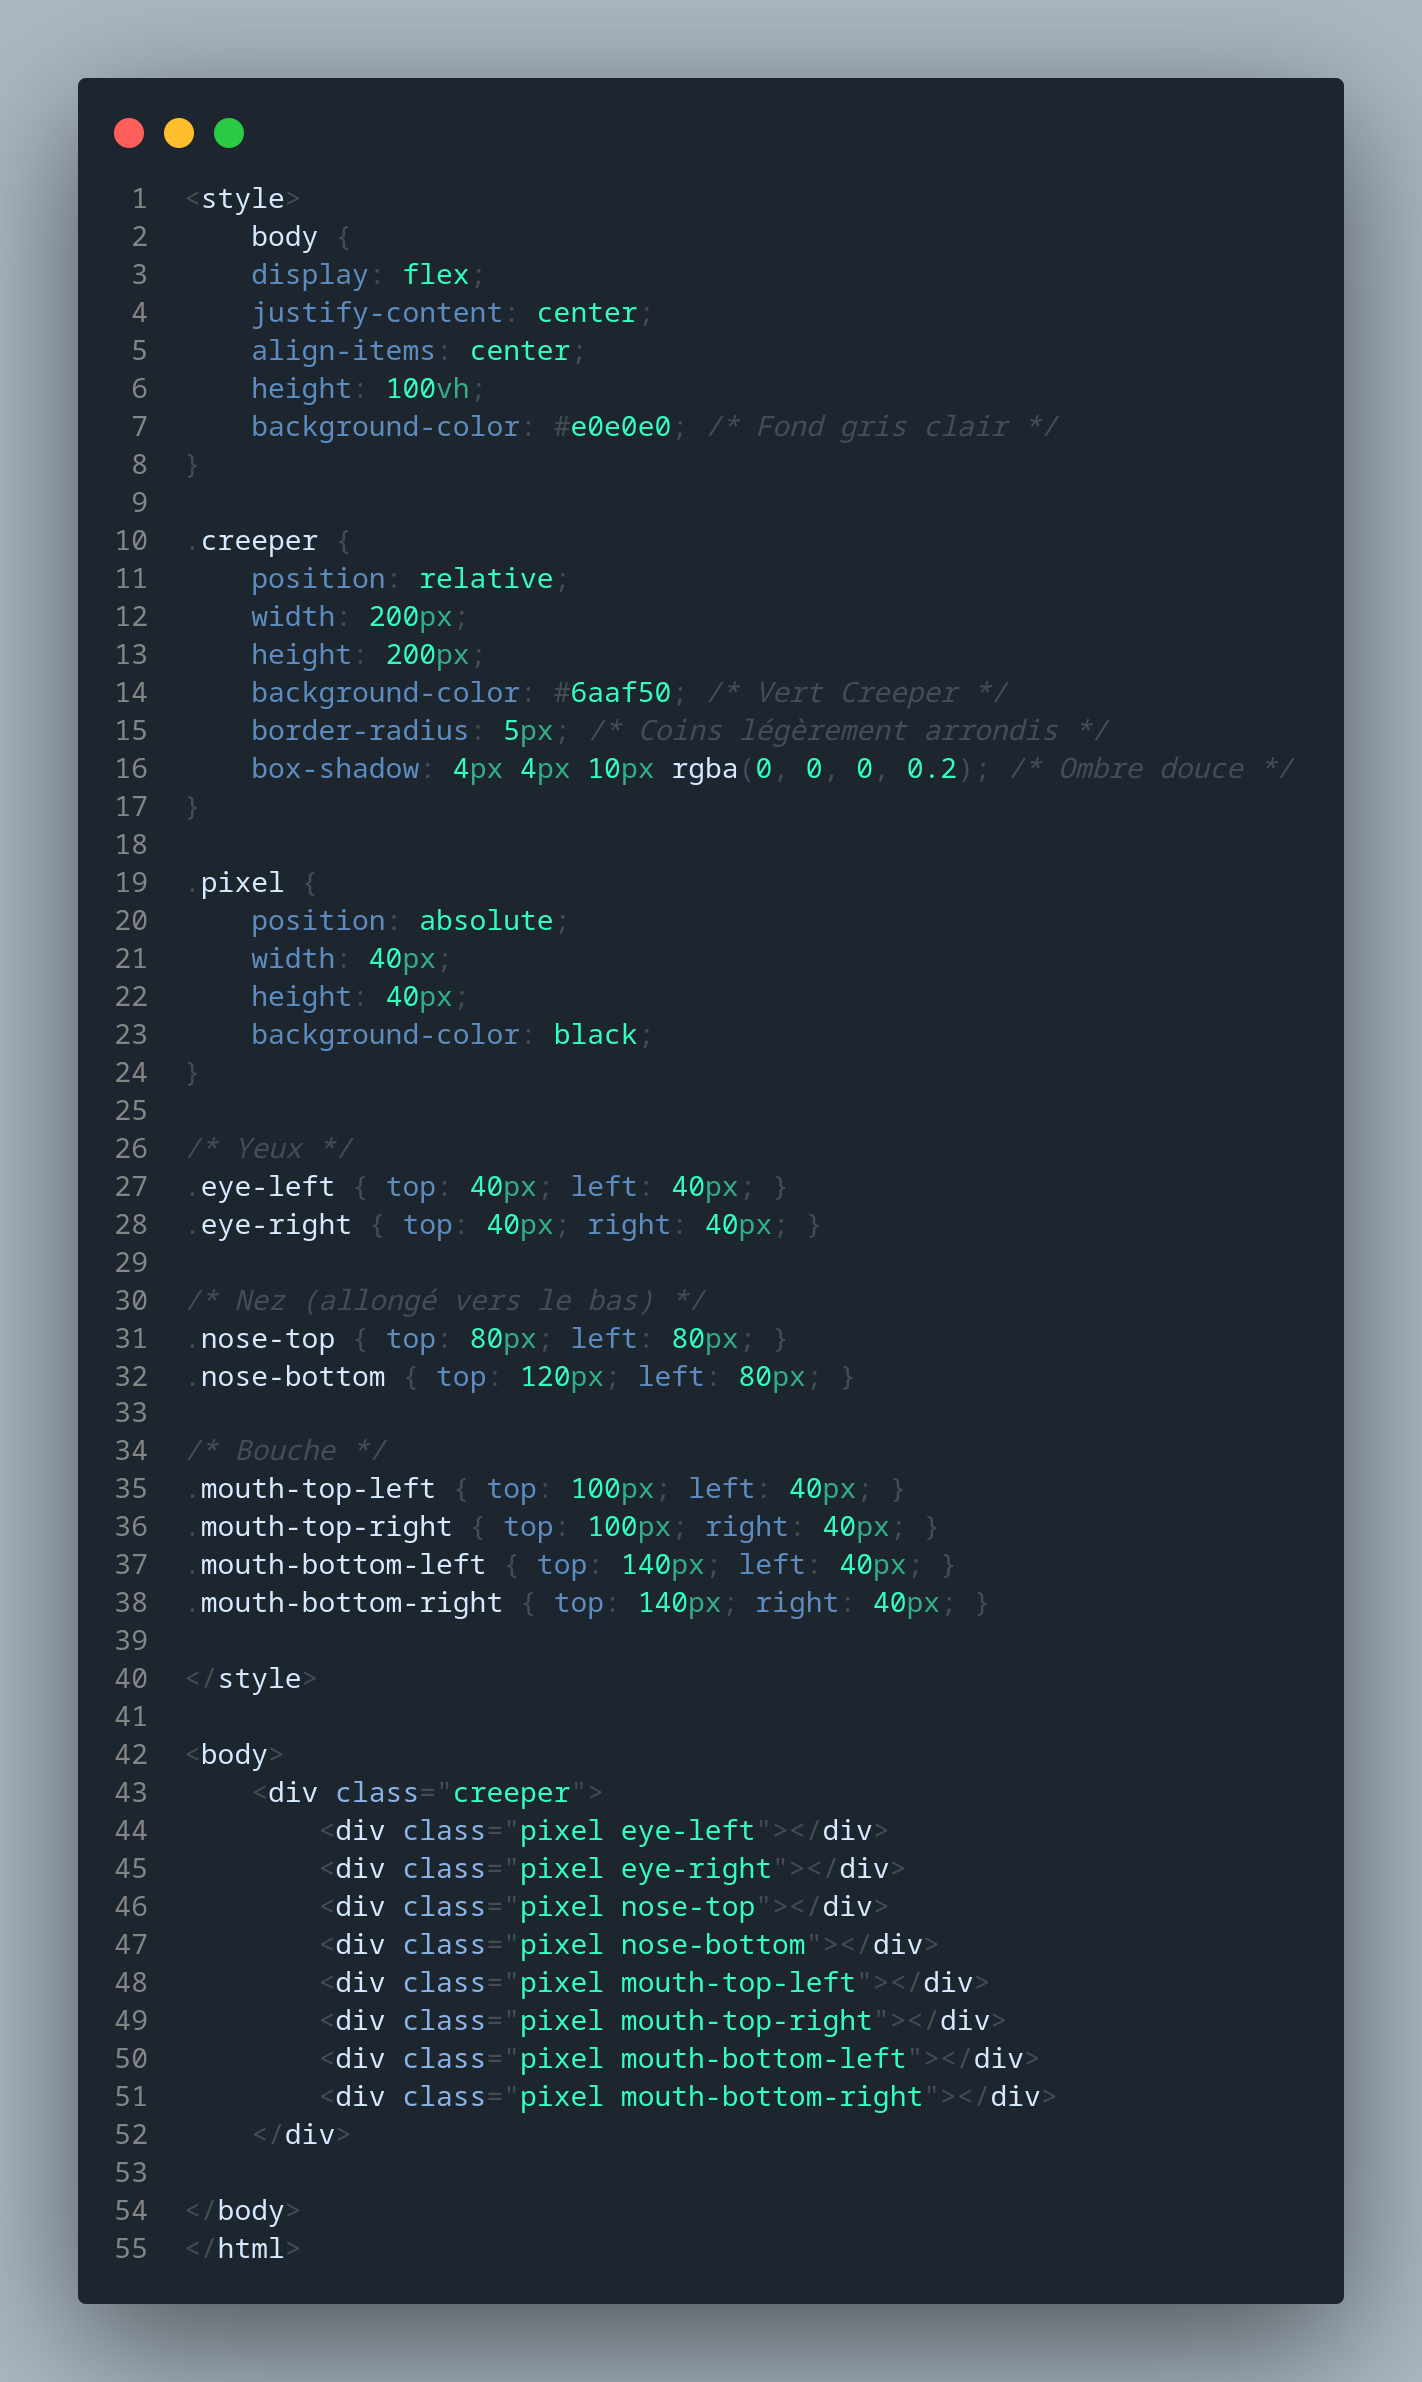 1 <style>
2     body {
3     display: flex;
4     justify-content: center;
5     align-items: center;
6     height: 100vh;
7     background-color: #e0e0e0; /* Fond gris clair */
8 }
9
10 .creeper {
11     position: relative;
12     width: 200px;
13     height: 200px;
14     background-color: #6aaf50; /* Vert Creeper */
15     border-radius: 5px; /* Coins légèrement arrondis */
16     box-shadow: 4px 4px 10px rgba(0, 0, 0, 0.2); /* Ombre douce */
17 }
18
19 .pixel {
20     position: absolute;
21     width: 40px;
22     height: 40px;
23     background-color: black;
24 }
25
26 /* Yeux */
27 .eye-left { top: 40px; left: 40px; }
28 .eye-right { top: 40px; right: 40px; }
29
30 /* Nez (allongé vers le bas) */
31 .nose-top { top: 80px; left: 80px; }
32 .nose-bottom { top: 120px; left: 80px; }
33
34 /* Bouche */
35 .mouth-top-left { top: 100px; left: 40px; }
36 .mouth-top-right { top: 100px; right: 40px; }
37 .mouth-bottom-left { top: 140px; left: 40px; }
38 .mouth-bottom-right { top: 140px; right: 40px; }
39
40 </style>
41
42 <body>
43     <div class="creeper">
44         <div class="pixel eye-left"></div>
45         <div class="pixel eye-right"></div>
46         <div class="pixel nose-top"></div>
47         <div class="pixel nose-bottom"></div>
48         <div class="pixel mouth-top-left"></div>
49         <div class="pixel mouth-top-right"></div>
50         <div class="pixel mouth-bottom-left"></div>
51         <div class="pixel mouth-bottom-right"></div>
52     </div>
53
54 </body>
55 </html>